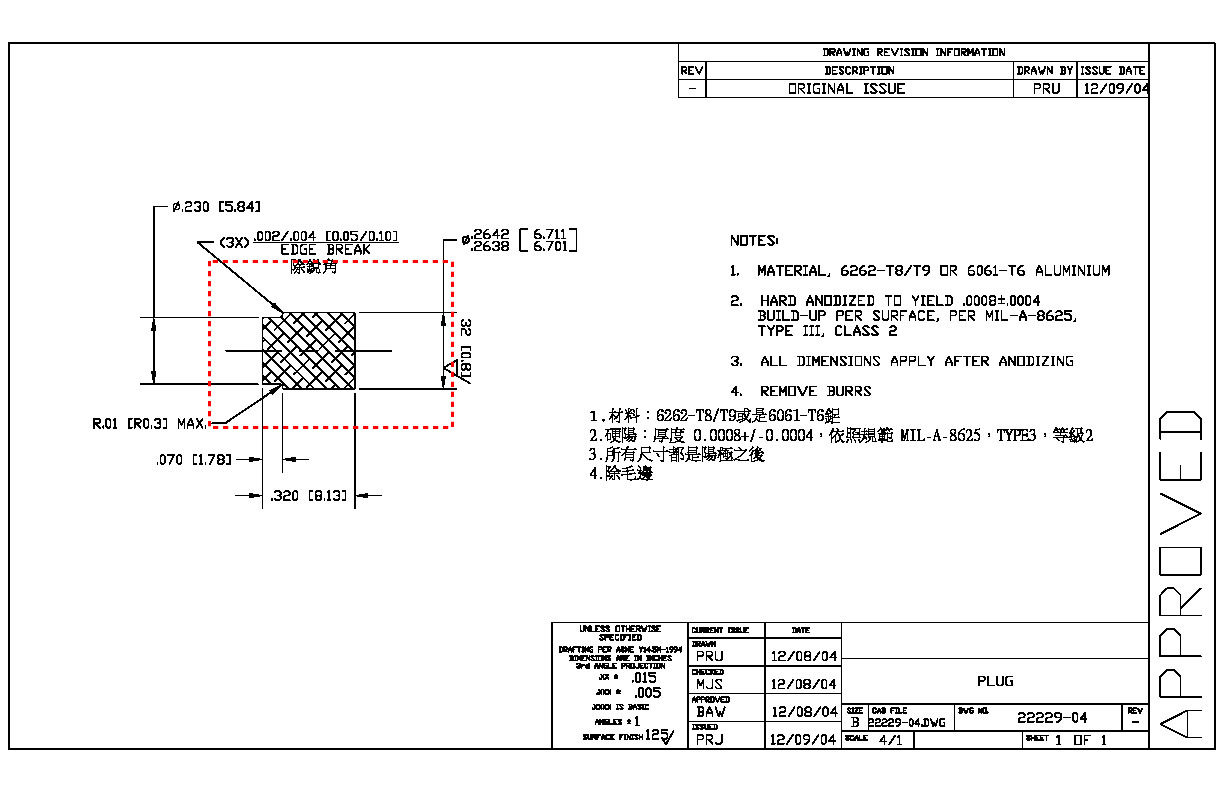 DRAWING REVISION INFORMATION
REV DESCRIPTION DRAWN BY ISSUE DATE
- ORIGINAL ISSUE PRU 12/09/04
Ø.230 [5.84]
(3X) .002/.004 [0.05/0.10]
EDGE BREAK
除銳角
Ø.2642 [ 6.711 ]
.2638 [ 6.701 ]
32 [0.8]
R.01 [R0.3] MAX.
.070 [1.78]
.320 [8.13]
NOTES:
1. MATERIAL, 6262-T8/T9 OR 6061-T6 ALUMINIUM
2. HARD ANODIZED TO YIELD .0008±.0004
BUILD-UP PER SURFACE, PER MIL-A-8625,
TYPE III, CLASS 2
3. ALL DIMENSIONS APPLY AFTER ANODIZING
4. REMOVE BURRS
1.材料：6262-T8/T9或是6061-T6鋁
2.硬陽：厚度 0.0008+/-0.0004，依照規範 MIL-A-8625，TYPE3，等級2
3.所有尺寸都是陽極之後
4.除毛邊
APPROVED
UNLESS OTHERWISE
SPECIFIED
DRAFTING PER ASME Y14.5M-1994
DIMENSIONS ARE IN INCHES
3rd ANGLE PROJECTION
.XX ± .015
.XXX ± .005
.XXXX IS BASIC
ANGLES ± 1
SURFACE FINISH 125
CURRENT ISSUE DATE
DRAWN
PRU 12/08/04
CHECKED
MJS 12/08/04
APPROVED
BAW 12/08/04
ISSUED
PRJ 12/09/04
PLUG
SIZE
B
CAD FILE
22229-04.DWG
DWG NO.
22229-04
REV
-
SCALE 4/1
SHEET 1 OF 1